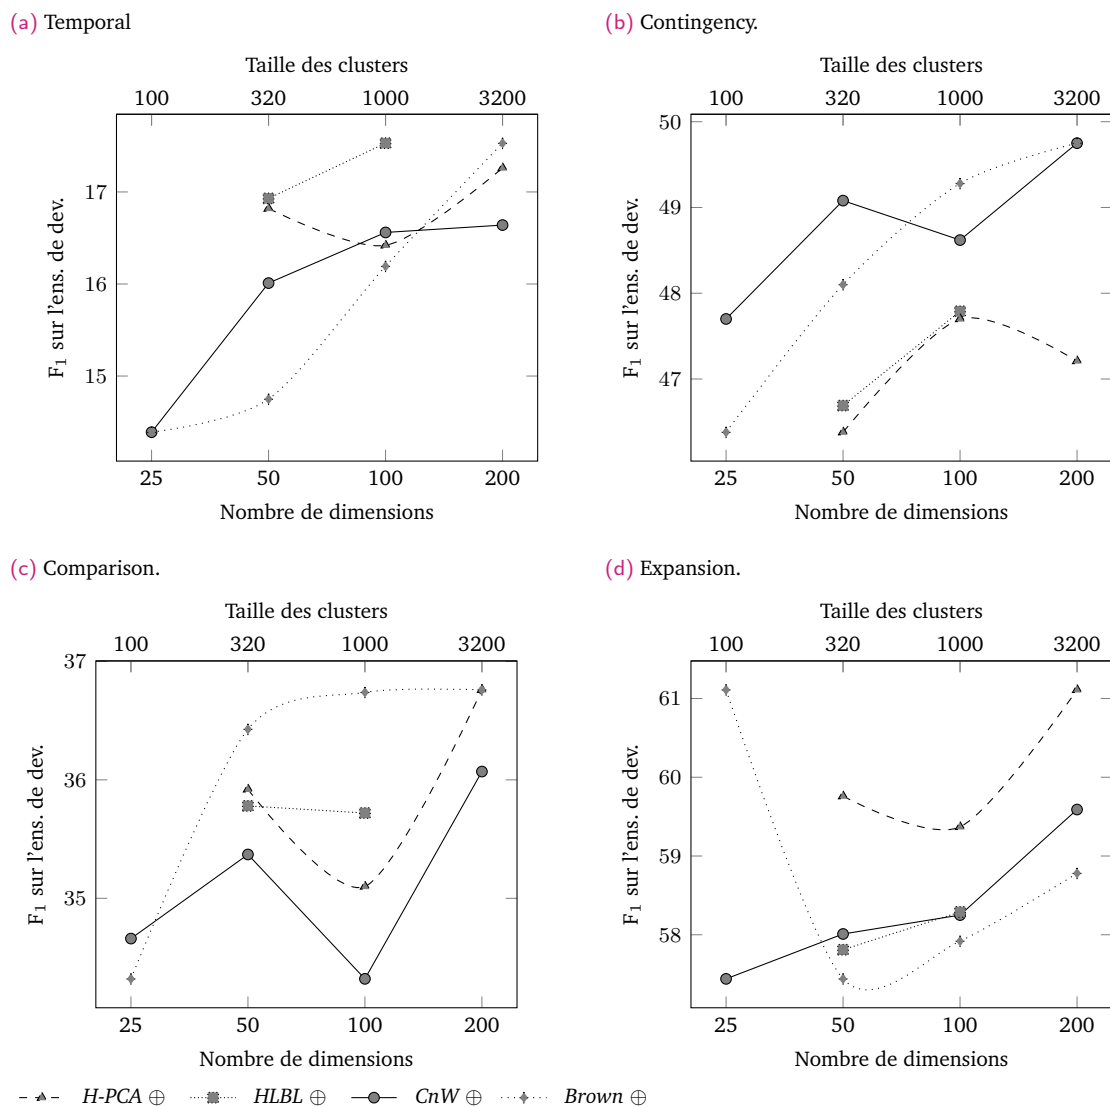 (a) Temporal
Taille des clusters
100 320 1000 3200
17
16
15
F₁ sur l'ens. de dev.
25 50 100 200
Nombre de dimensions
(b) Contingency.
Taille des clusters
100 320 1000 3200
50
49
48
47
F₁ sur l'ens. de dev.
25 50 100 200
Nombre de dimensions
(c) Comparison.
Taille des clusters
100 320 1000 3200
37
36
35
F₁ sur l'ens. de dev.
25 50 100 200
Nombre de dimensions
(d) Expansion.
Taille des clusters
100 320 1000 3200
61
60
59
58
F₁ sur l'ens. de dev.
25 50 100 200
Nombre de dimensions
H-PCA ⊕ HLBL ⊕ CnW ⊕ Brown ⊕